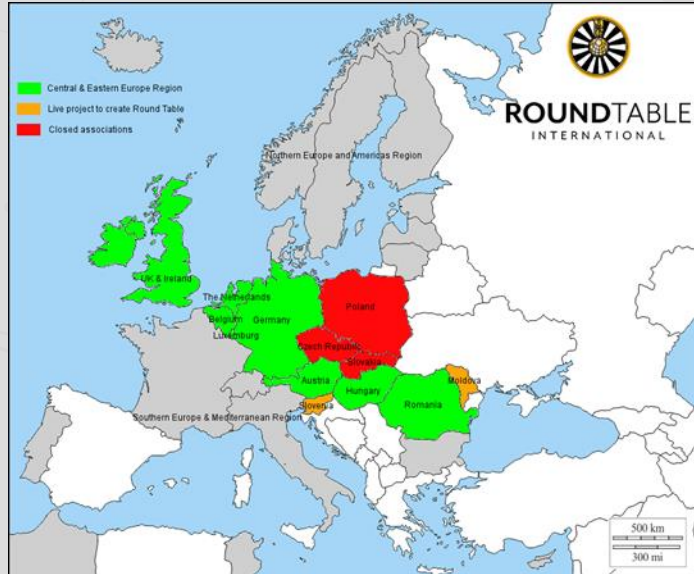 Central & Eastern Europe Region
Live project to create Round Table
Closed associations
ROUNDTABLE
INTERNATIONAL
Northern Europe and Americas Region
UK & Ireland
The Netherlands
Belgium
Luxemburg
Germany
Poland
Czech Republic
Slovakia
Austria
Hungary
Moldova
Romania
Slovenia
Southern Europe & Mediterranean Region
500 km
300 mi